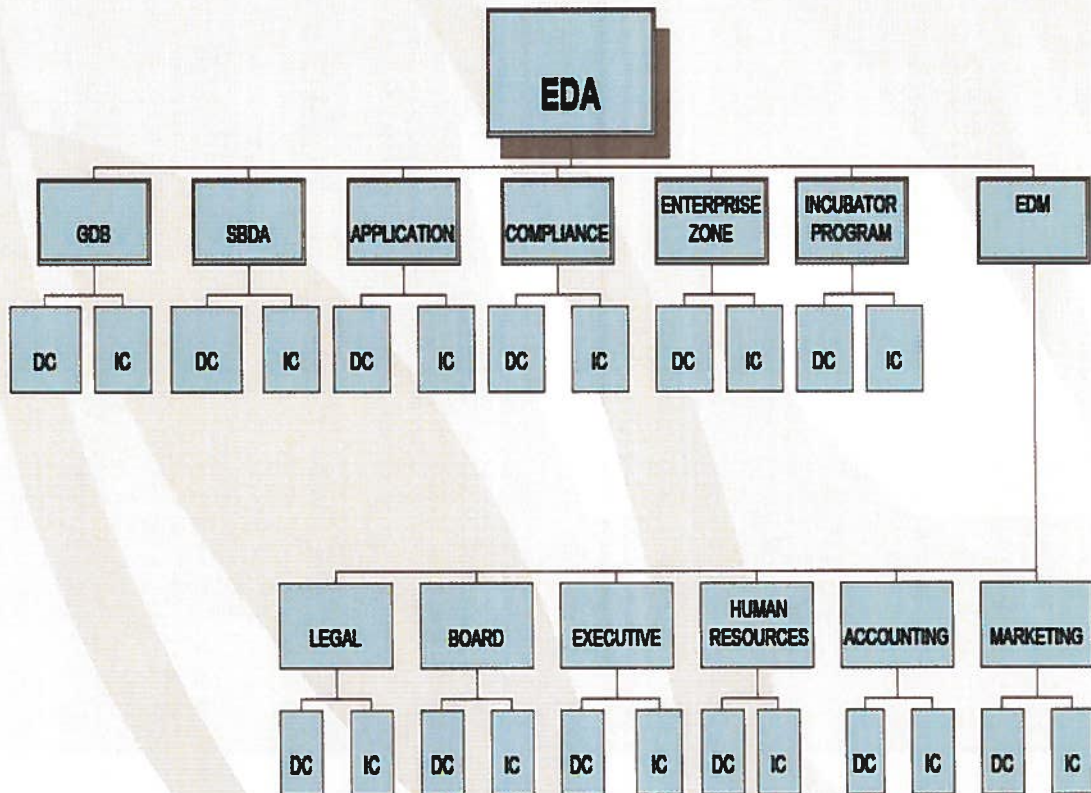 EDA
GDB
SBDA
APPLICATION
COMPLIANCE
ENTERPRISE
ZONE
INCUBATOR
PROGRAM
EDM
DC
IC
DC
IC
DC
IC
DC
IC
DC
IC
DC
IC
LEGAL
BOARD
EXECUTIVE
HUMAN
RESOURCES
ACCOUNTING
MARKETING
DC
IC
DC
IC
DC
IC
DC
IC
DC
IC
DC
IC